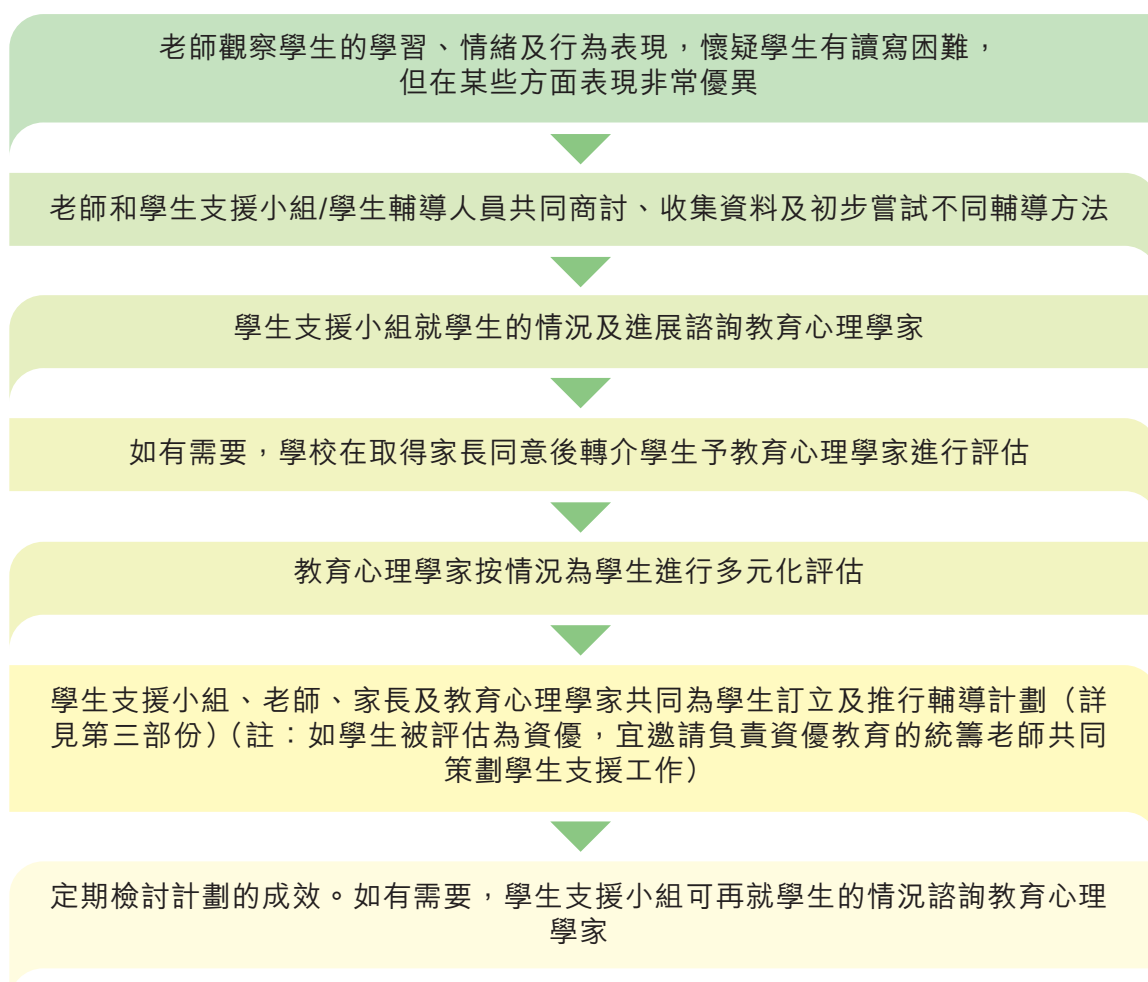 老師觀察學生的學習、情緒及行為表現，懷疑學生有讀寫困難，
但在某些方面表現非常優異
老師和學生支援小組/學生輔導人員共同商討、收集資料及初步嘗試不同輔導方法
學生支援小組就學生的情況及進展諮詢教育心理學家
如有需要，學校在取得家長同意後轉介學生予教育心理學家進行評估
教育心理學家按情況為學生進行多元化評估
學生支援小組、老師、家長及教育心理學家共同為學生訂立及推行輔導計劃（詳
見第三部份）（註：如學生被評估為資優，宜邀請負責資優教育的統籌老師共同
策劃學生支援工作）
定期檢討計劃的成效。如有需要，學生支援小組可再就學生的情況諮詢教育心理
學家